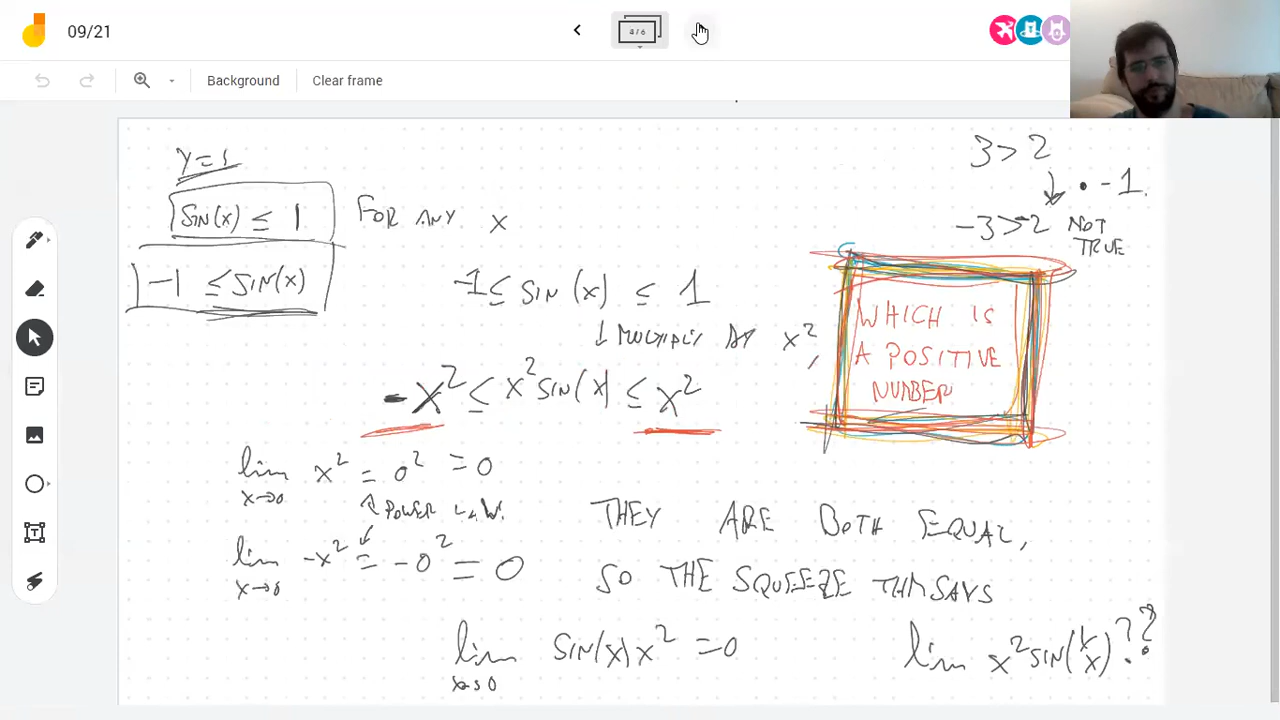 09/21
4/6
Background
Clear frame
y=1
SIN(x) ≤ 1 FOR ANY x
-1 ≤ SIN(x)
-1 ≤ SIN (x) ≤ 1
↓ MULTIPLY BY x²,
-x² ≤ x² SIN(x) ≤ x²
3 > 2
↓ • -1.
-3 > -2 NOT TRUE
WHICH IS
A POSITIVE
NUMBER
lim x→0 x² = 0² = 0
↑ POWER LAW.
lim x→0 -x² = -0² = 0
THEY ARE BOTH EQUAL,
SO THE SQUEEZE THM SAYS
lim x→0 SIN(x) x² = 0
lim x² SIN(1/x) ???